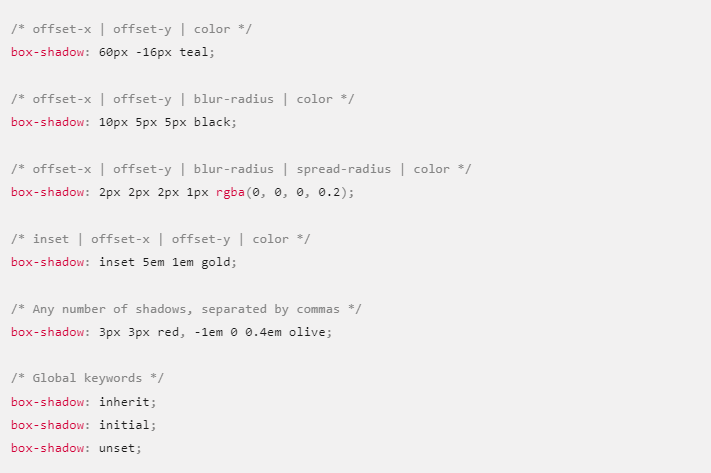 /* offset-x | offset-y | color */
box-shadow: 60px -16px teal;
/* offset-x | offset-y | blur-radius | color */
box-shadow: 10px 5px 5px black;
/* offset-x | offset-y | blur-radius | spread-radius | color */
box-shadow: 2px 2px 2px 1px rgba(0, 0, 0, 0.2);
/* inset | offset-x | offset-y | color */
box-shadow: inset 5em 1em gold;
/* Any number of shadows, separated by commas */
box-shadow: 3px 3px red, -1em 0 0.4em olive;
/* Global keywords */
box-shadow: inherit;
box-shadow: initial;
box-shadow: unset;